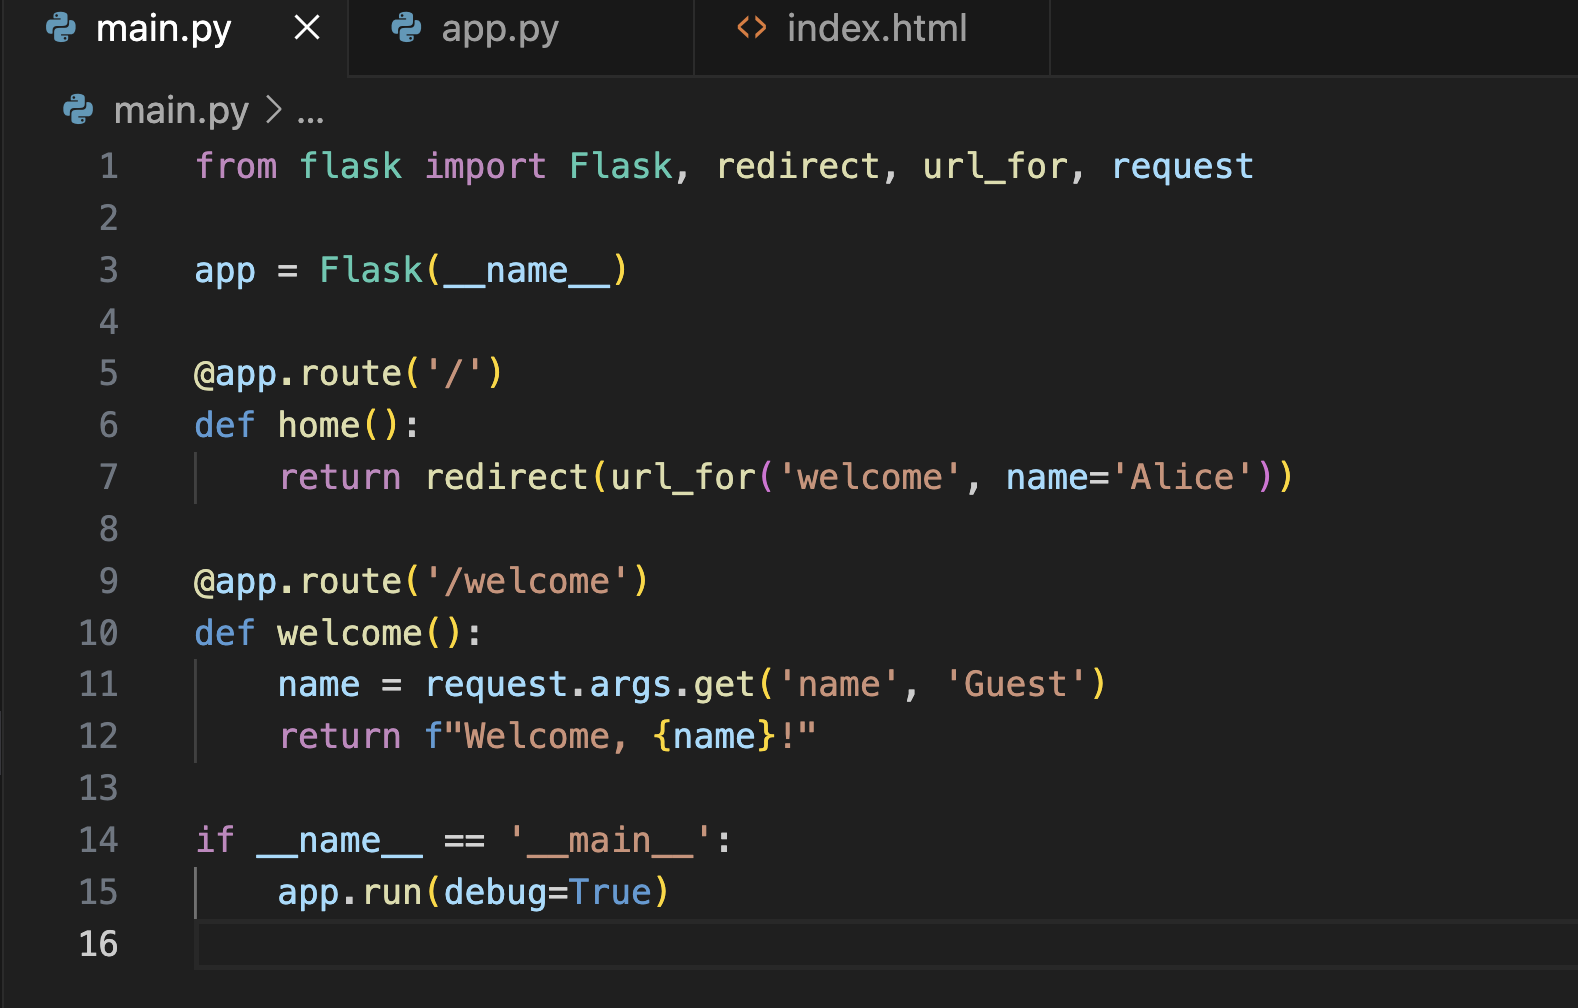 main.py app.py index.html
main.py > ...
1 from flask import Flask, redirect, url_for, request
2
3 app = Flask(__name__)
4
5 @app.route('/')
6 def home():
7     return redirect(url_for('welcome', name='Alice'))
8
9 @app.route('/welcome')
10 def welcome():
11     name = request.args.get('name', 'Guest')
12     return f"Welcome, {name}!"
13
14 if __name__ == '__main__':
15     app.run(debug=True)
16